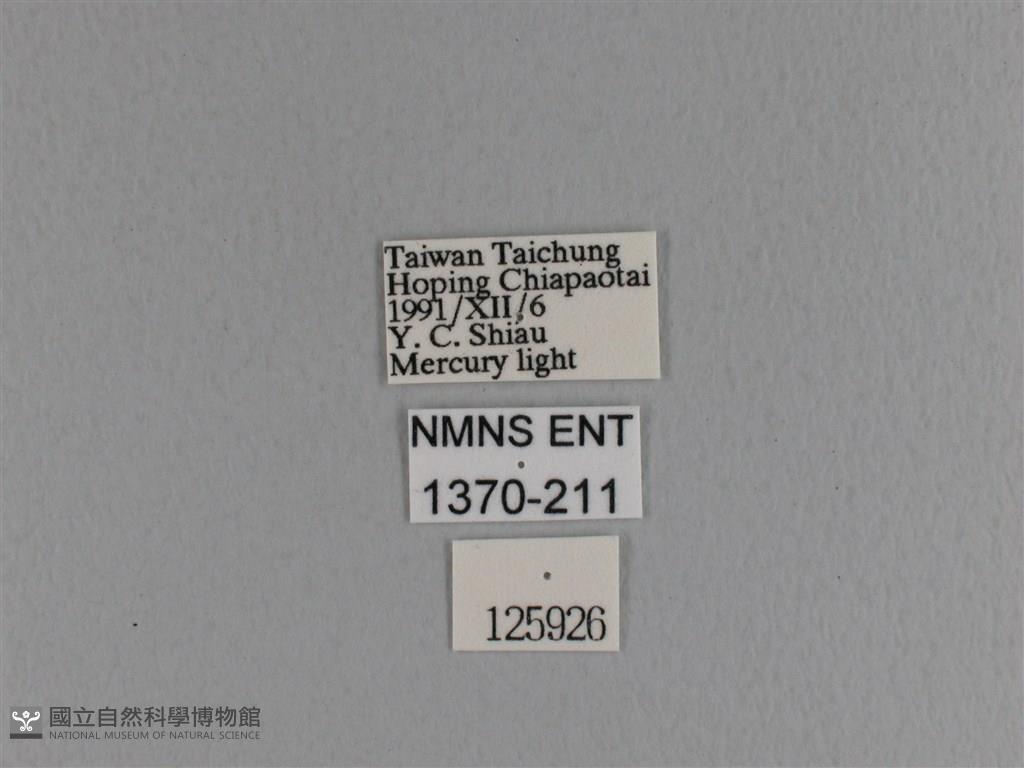 Taiwan Taichung
Hoping Chiapaotai
1991/XII/6
Y. C. Shiau
Mercury light
NMNS ENT
1370-211
125926
國立自然科學博物館
NATIONAL MUSEUM OF NATURAL SCIENCE